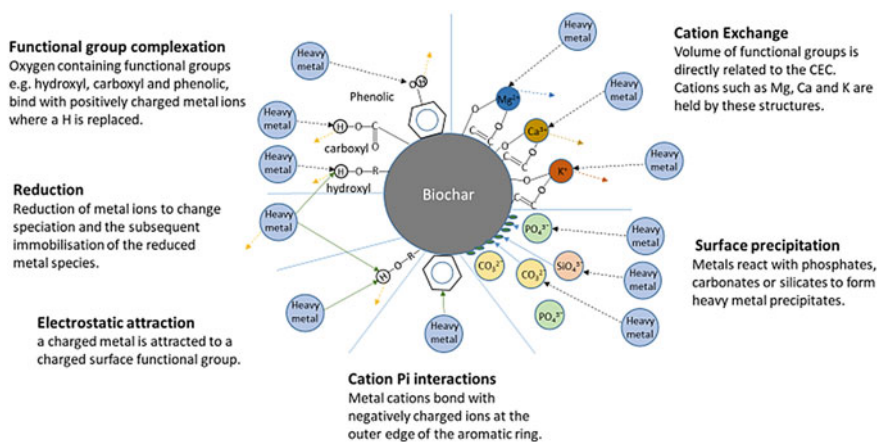 Functional group complexation
Oxygen containing functional groups
e.g. hydroxyl, carboxyl and phenolic,
bind with positively charged metal ions
where a H is replaced.
Reduction
Reduction of metal ions to change
speciation and the subsequent
immobilisation of the reduced
metal species.
Electrostatic attraction
a charged metal is attracted to a
charged surface functional group.
Cation Pi interactions
Metal cations bond with
negatively charged ions at the
outer edge of the aromatic ring.
Cation Exchange
Volume of functional groups is
directly related to the CEC.
Cations such as Mg, Ca and K are
held by these structures.
Surface precipitation
Metals react with phosphates,
carbonates or silicates to form
heavy metal precipitates.
Heavy
metal
Phenolic
O
H
Heavy
metal
H-O-C
O
carboxyl
Heavy
metal
H-O-R
hydroxyl
Heavy
metal
Heavy
metal
H-O-R
Heavy
metal
Biochar
Heavy
metal
Mg²⁺
O
O
C
C
Heavy
metal
O
O
C
C
Heavy
metal
K⁺
O
O
C
C
PO₄³⁻
Heavy
metal
CO₃²⁻
CO₃²⁻
Heavy
metal
Heavy
metal
PO₄³⁻